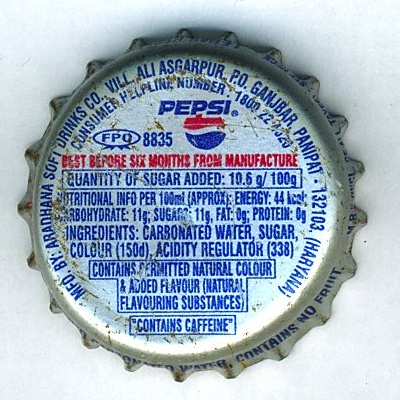 MFD. BY: ARADHANA SOFT DRINKS CO., VILL. ALI ASGARPUR, P.O. GANJBAR, PANIPAT - 132103, (HARYANA)
CONSUMER HELPLINE NUMBER - 1800 22
PEPSI®
FPO 8835
BEST BEFORE SIX MONTHS FROM MANUFACTURE
QUANTITY OF SUGAR ADDED: 10.6 g/ 100g
NUTRITIONAL INFO PER 100ml (APPROX): ENERGY: 44 kcal;
CARBOHYDRATE: 11g; SUGARS: 11g, FAT: 0g; PROTEIN: 0g
INGREDIENTS: CARBONATED WATER, SUGAR,
COLOUR (150d), ACIDITY REGULATOR (338)
CONTAINS PERMITTED NATURAL COLOUR
& ADDED FLAVOUR (NATURAL
FLAVOURING SUBSTANCES)
"CONTAINS CAFFEINE"
WATER. CONTAINS NO FRUIT.